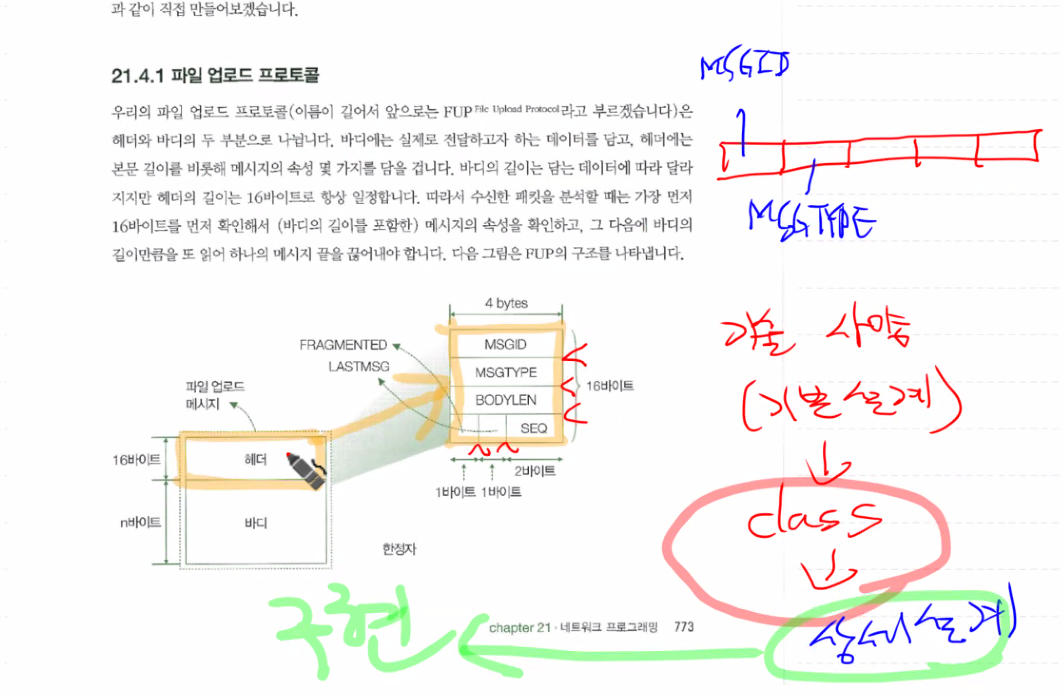 과 같이 직접 만들어보겠습니다.
21.4.1 파일 업로드 프로토콜
우리의 파일 업로드 프로토콜(이름이 길어서 앞으로는 FUP File Upload Protocol라고 부르겠습니다)은
헤더와 바디의 두 부분으로 나뉩니다. 바디에는 실제로 전달하고자 하는 데이터를 담고, 헤더에는
본문 길이를 비롯해 메시지의 속성 몇 가지를 담을 겁니다. 바디의 길이는 담는 데이터에 따라 달라
지지만 헤더의 길이는 16바이트로 항상 일정합니다. 따라서 수신한 패킷을 분석할 때는 가장 먼저
16바이트를 먼저 확인해서 (바디의 길이를 포함한) 메시지의 속성을 확인하고, 그 다음에 바디의
길이만큼을 또 읽어 하나의 메시지 끝을 끊어내야 합니다. 다음 그림은 FUP의 구조를 나타냅니다.
MSGID
MSGTYPE
4 bytes
FRAGMENTED
LASTMSG
MSGID
MSGTYPE
BODYLEN
SEQ
16바이트
2바이트
1바이트 1바이트
파일 업로드
메시지
16바이트
헤더
n바이트
바디
한정자
기술 사양
(기본설계)
class
상세설계
구현
chapter 21 · 네트워크 프로그래밍 773